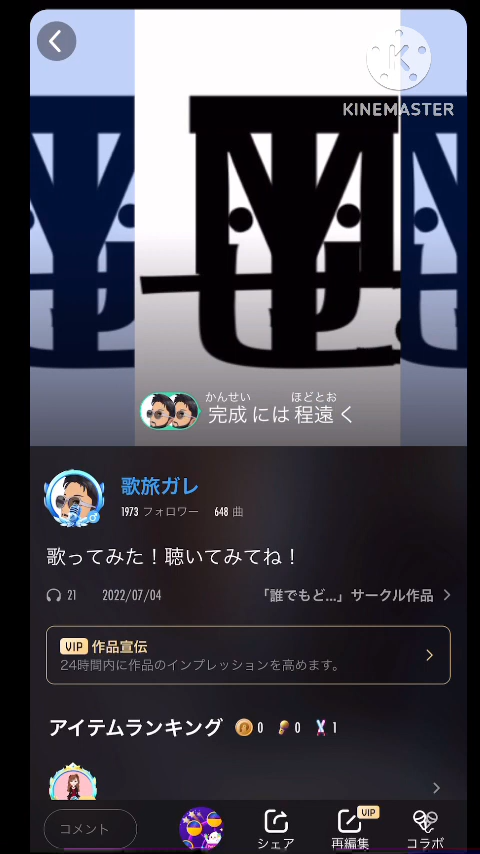 KINEMASTER
かんせい ほどとお
完成には程遠く
歌旅ガレ
1973 フォロワー 648 曲
歌ってみた！聴いてみてね！
21 2022/07/04 「誰でもど...」サークル作品
VIP 作品宣伝
24時間内に作品のインプレッションを高めます。
アイテムランキング 0 0 1
コメント
シェア
VIP
再編集
コラボ